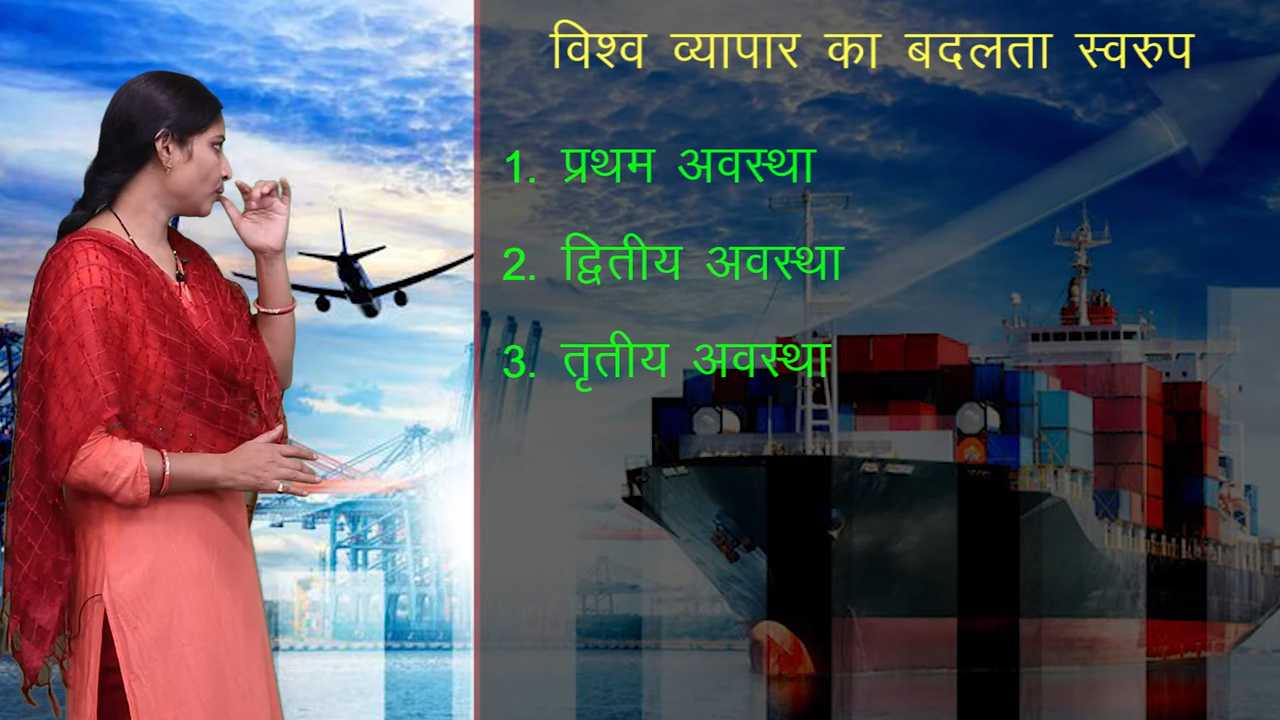 विश्व व्यापार का बदलता स्वरुप
1. प्रथम अवस्था
2. द्वितीय अवस्था
3. तृतीय अवस्था